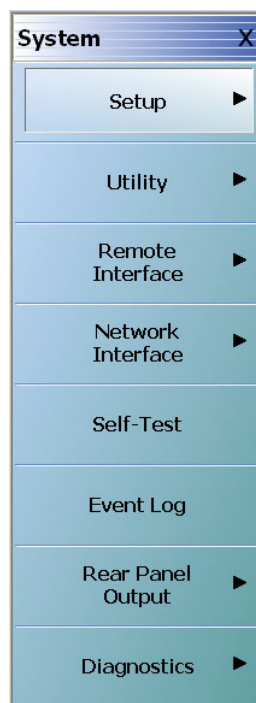 System X
Setup
Utility
Remote
Interface
Network
Interface
Self-Test
Event Log
Rear Panel
Output
Diagnostics